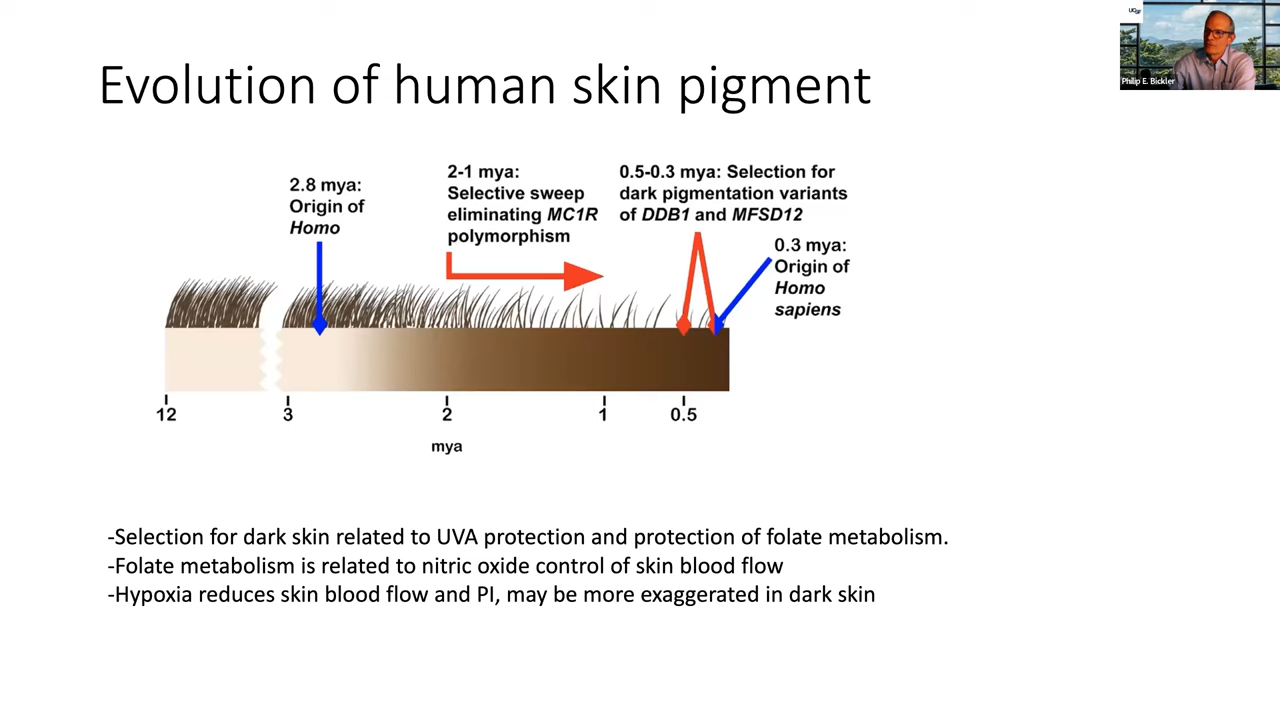 UCSF
Philip E. Bickler
Evolution of human skin pigment
2.8 mya:
Origin of
Homo
2-1 mya:
Selective sweep
eliminating MC1R
polymorphism
0.5-0.3 mya: Selection for
dark pigmentation variants
of DDB1 and MFSD12
0.3 mya:
Origin of
Homo
sapiens
12 3 2 1 0.5
mya
-Selection for dark skin related to UVA protection and protection of folate metabolism.
-Folate metabolism is related to nitric oxide control of skin blood flow
-Hypoxia reduces skin blood flow and PI, may be more exaggerated in dark skin